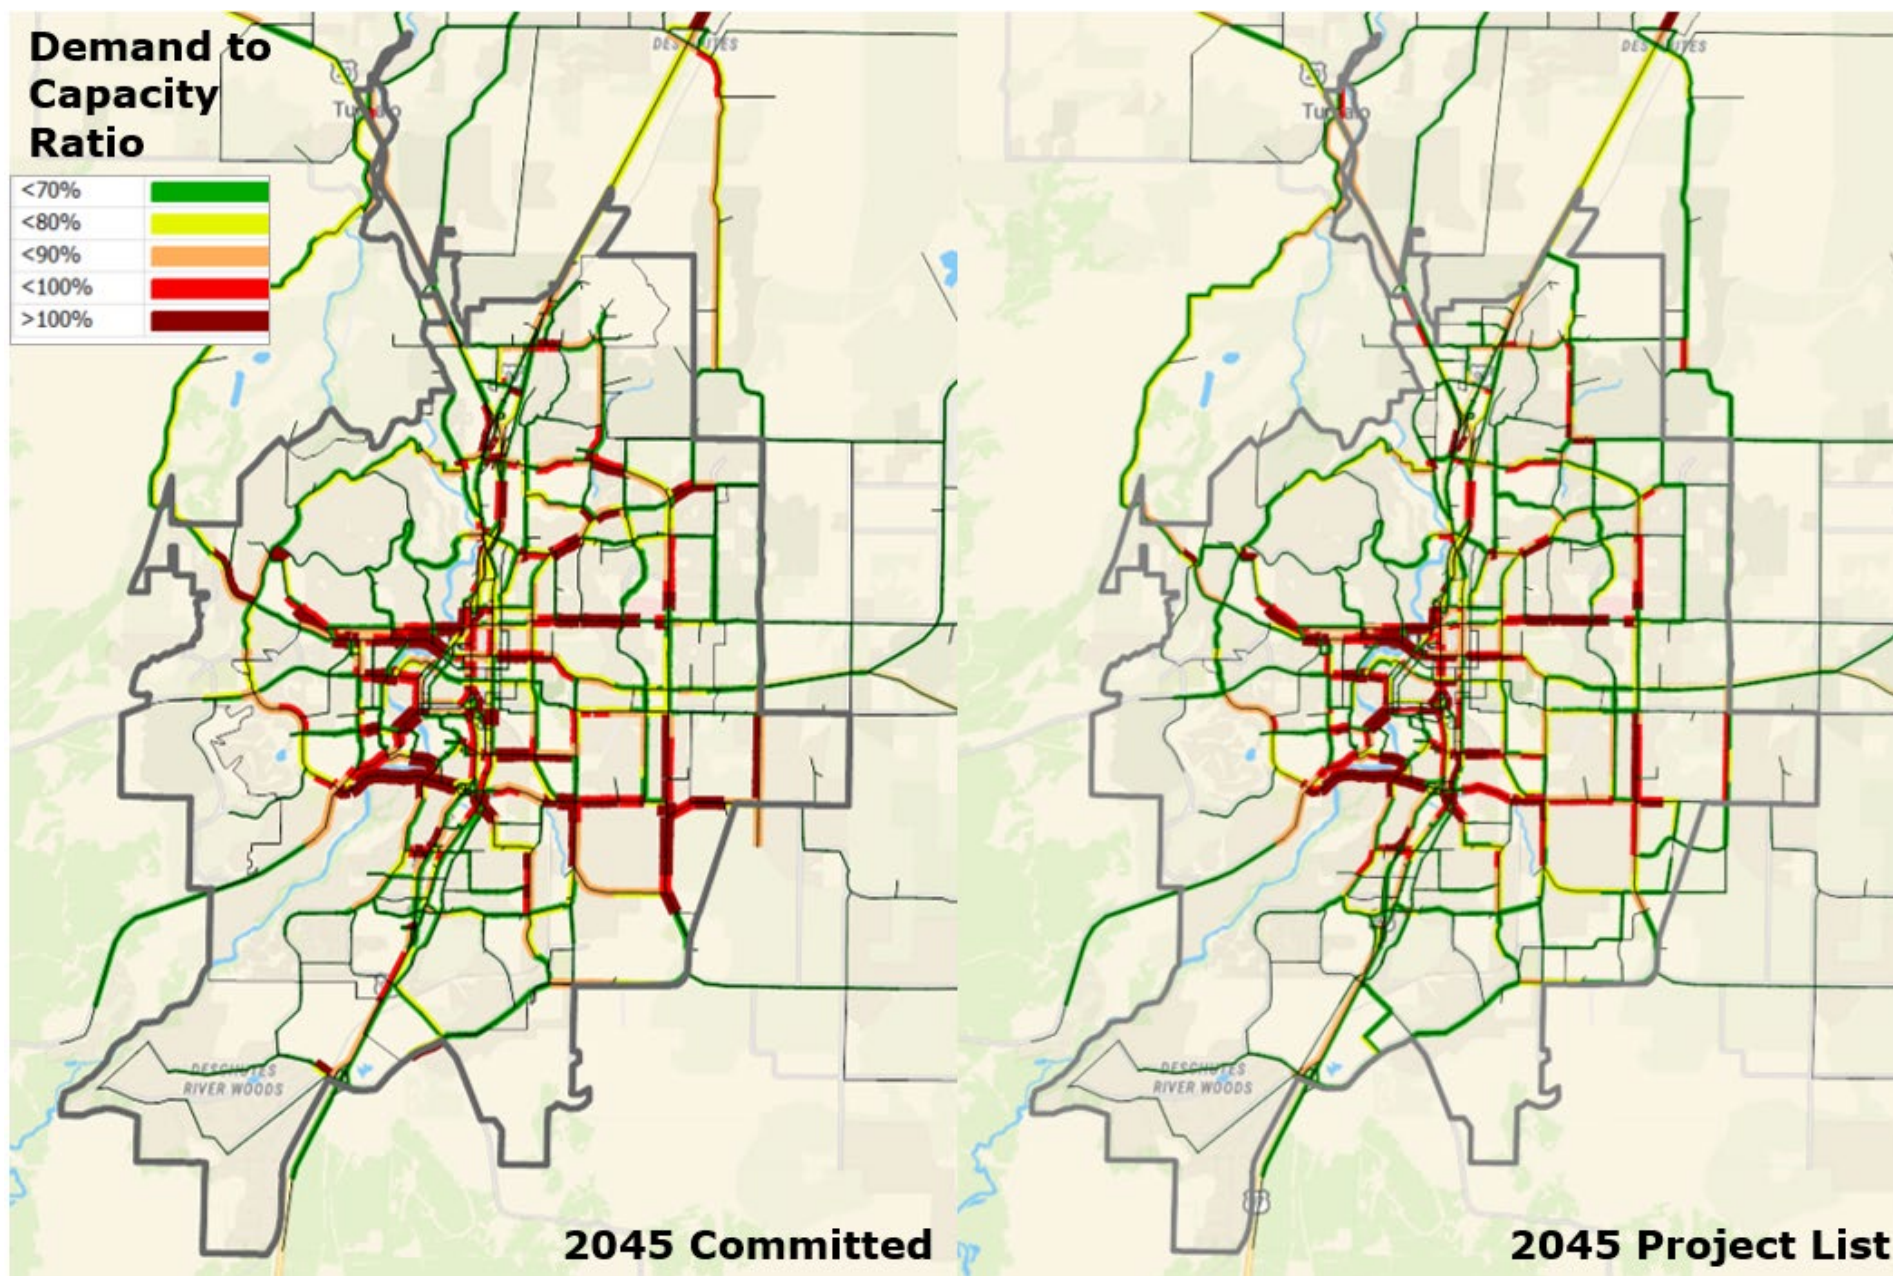 Demand to
Capacity
Ratio
<70%
<80%
<90%
<100%
>100%
Tumalo
DESCHUTES
DESCHUTES
RIVER WOODS
2045 Committed
Tumalo
DESCHUTES
DESCHUTES
RIVER WOODS
2045 Project List